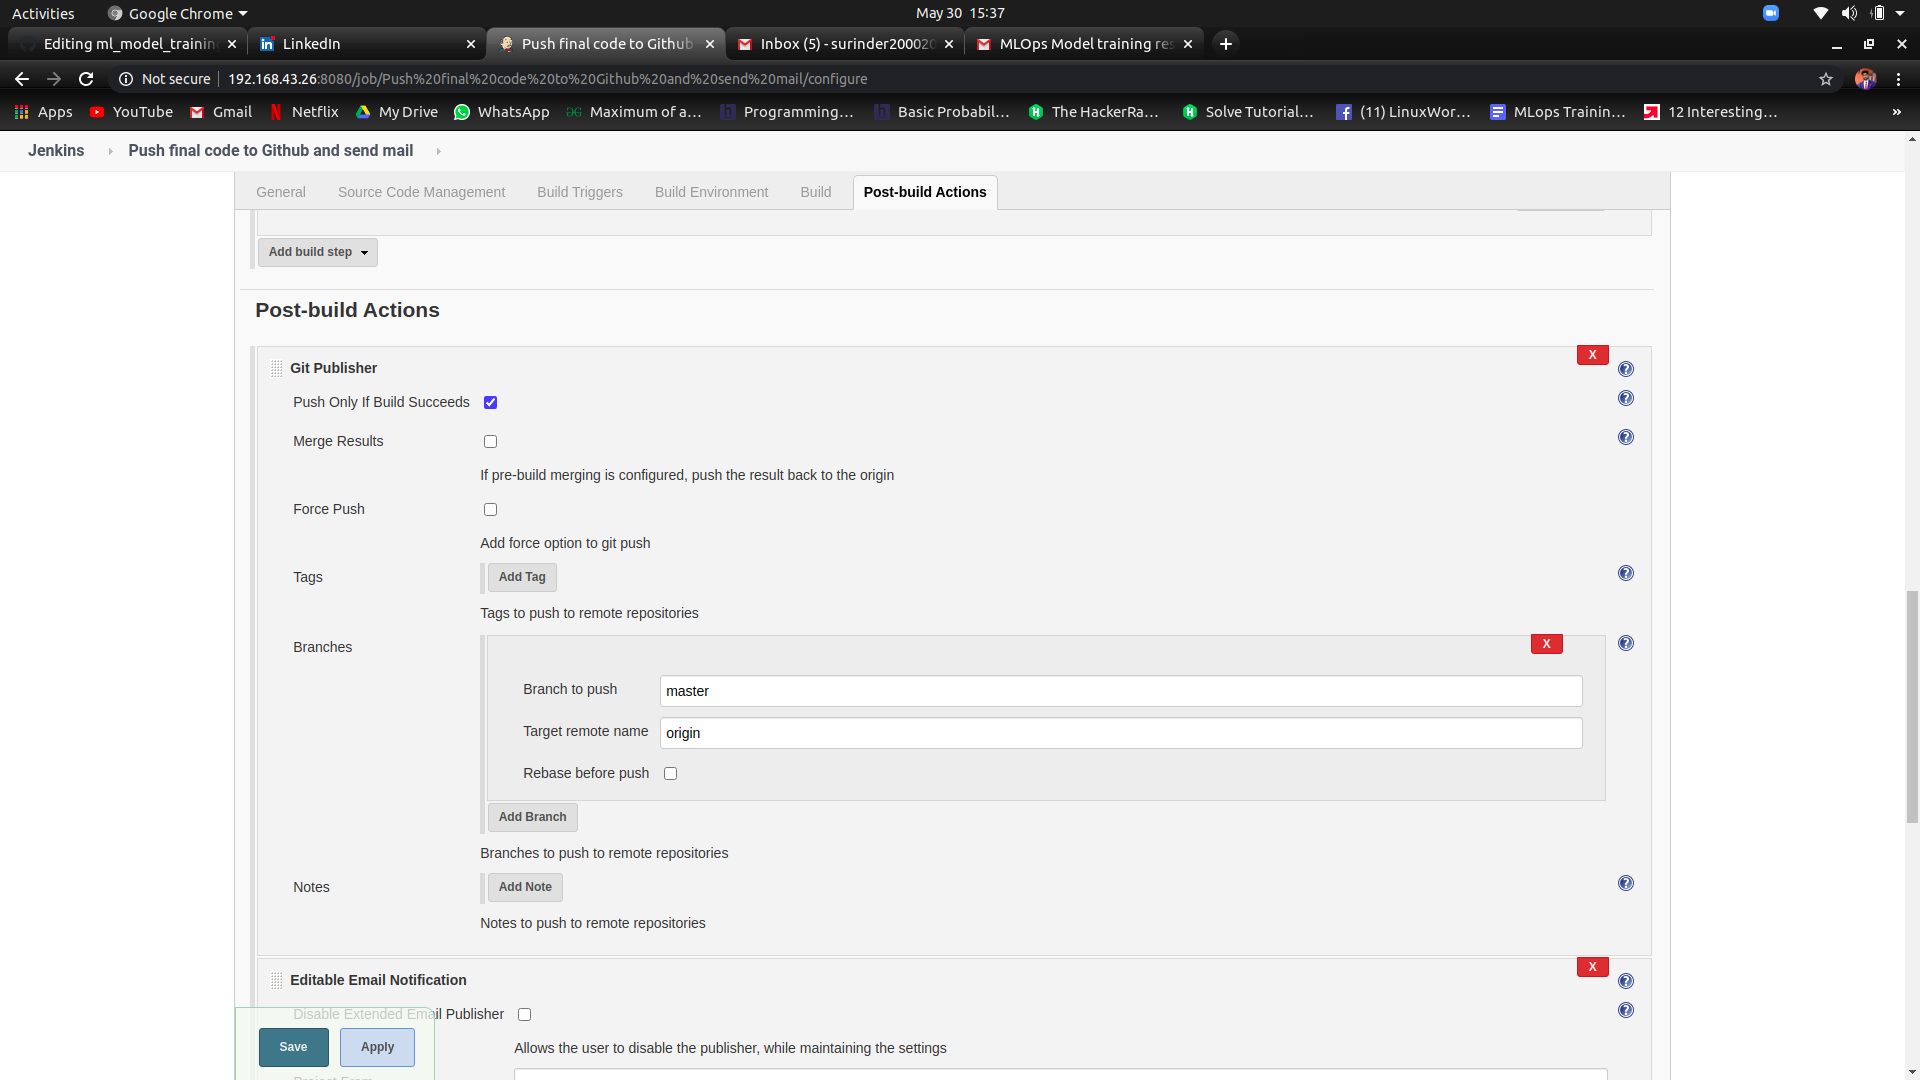 Activities
Google Chrome
May 30 15:37
Editing ml_model_training
LinkedIn
Push final code to Github
Inbox (5) - surinder200020
MLOps Model training res
Not secure
192.168.43.26:8080/job/Push%20final%20code%20to%20Github%20and%20send%20mail/configure
Apps
YouTube
Gmail
Netflix
My Drive
WhatsApp
Maximum of a...
Programming...
Basic Probabil...
The HackerRa...
Solve Tutorial...
(11) LinuxWor...
MLops Trainin...
12 Interesting...
»
Jenkins
Push final code to Github and send mail
General
Source Code Management
Build Triggers
Build Environment
Build
Post-build Actions
Add build step
Post-build Actions
X
Git Publisher
Push Only If Build Succeeds
Merge Results
If pre-build merging is configured, push the result back to the origin
Force Push
Add force option to git push
Tags
Add Tag
Tags to push to remote repositories
Branches
X
Branch to push
master
Target remote name
origin
Rebase before push
Add Branch
Branches to push to remote repositories
Notes
Add Note
Notes to push to remote repositories
X
Editable Email Notification
Disable Extended Email Publisher
Save
Apply
Allows the user to disable the publisher, while maintaining the settings
Project From